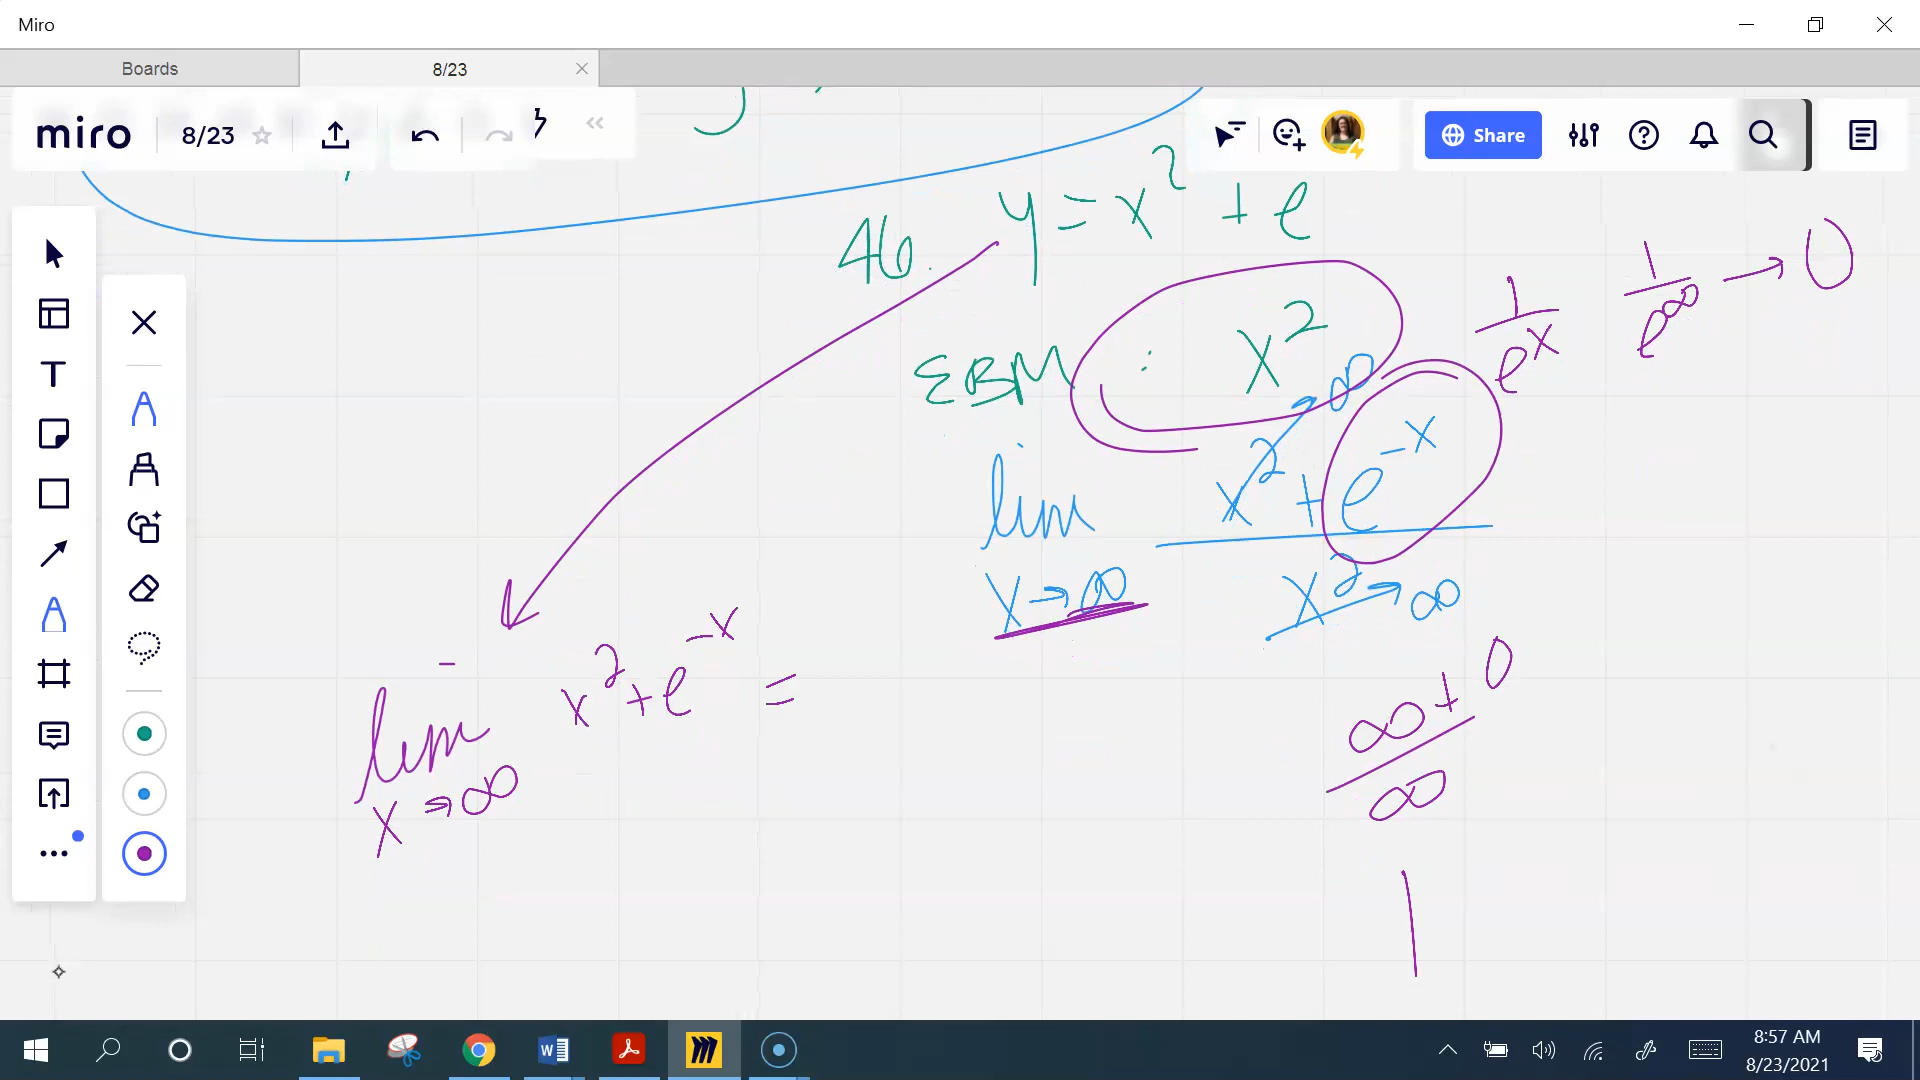 Miro
Boards
8/23
miro
8/23
Share
46. y = x² + e
EBM : x²
1/e^x
1/e^∞ → 0
lim x→∞ (x² + e^-x)/x²
→ ∞
→ ∞
lim x→∞ x² + e^-x =
(∞ + 0)/∞
1
8:57 AM
8/23/2021